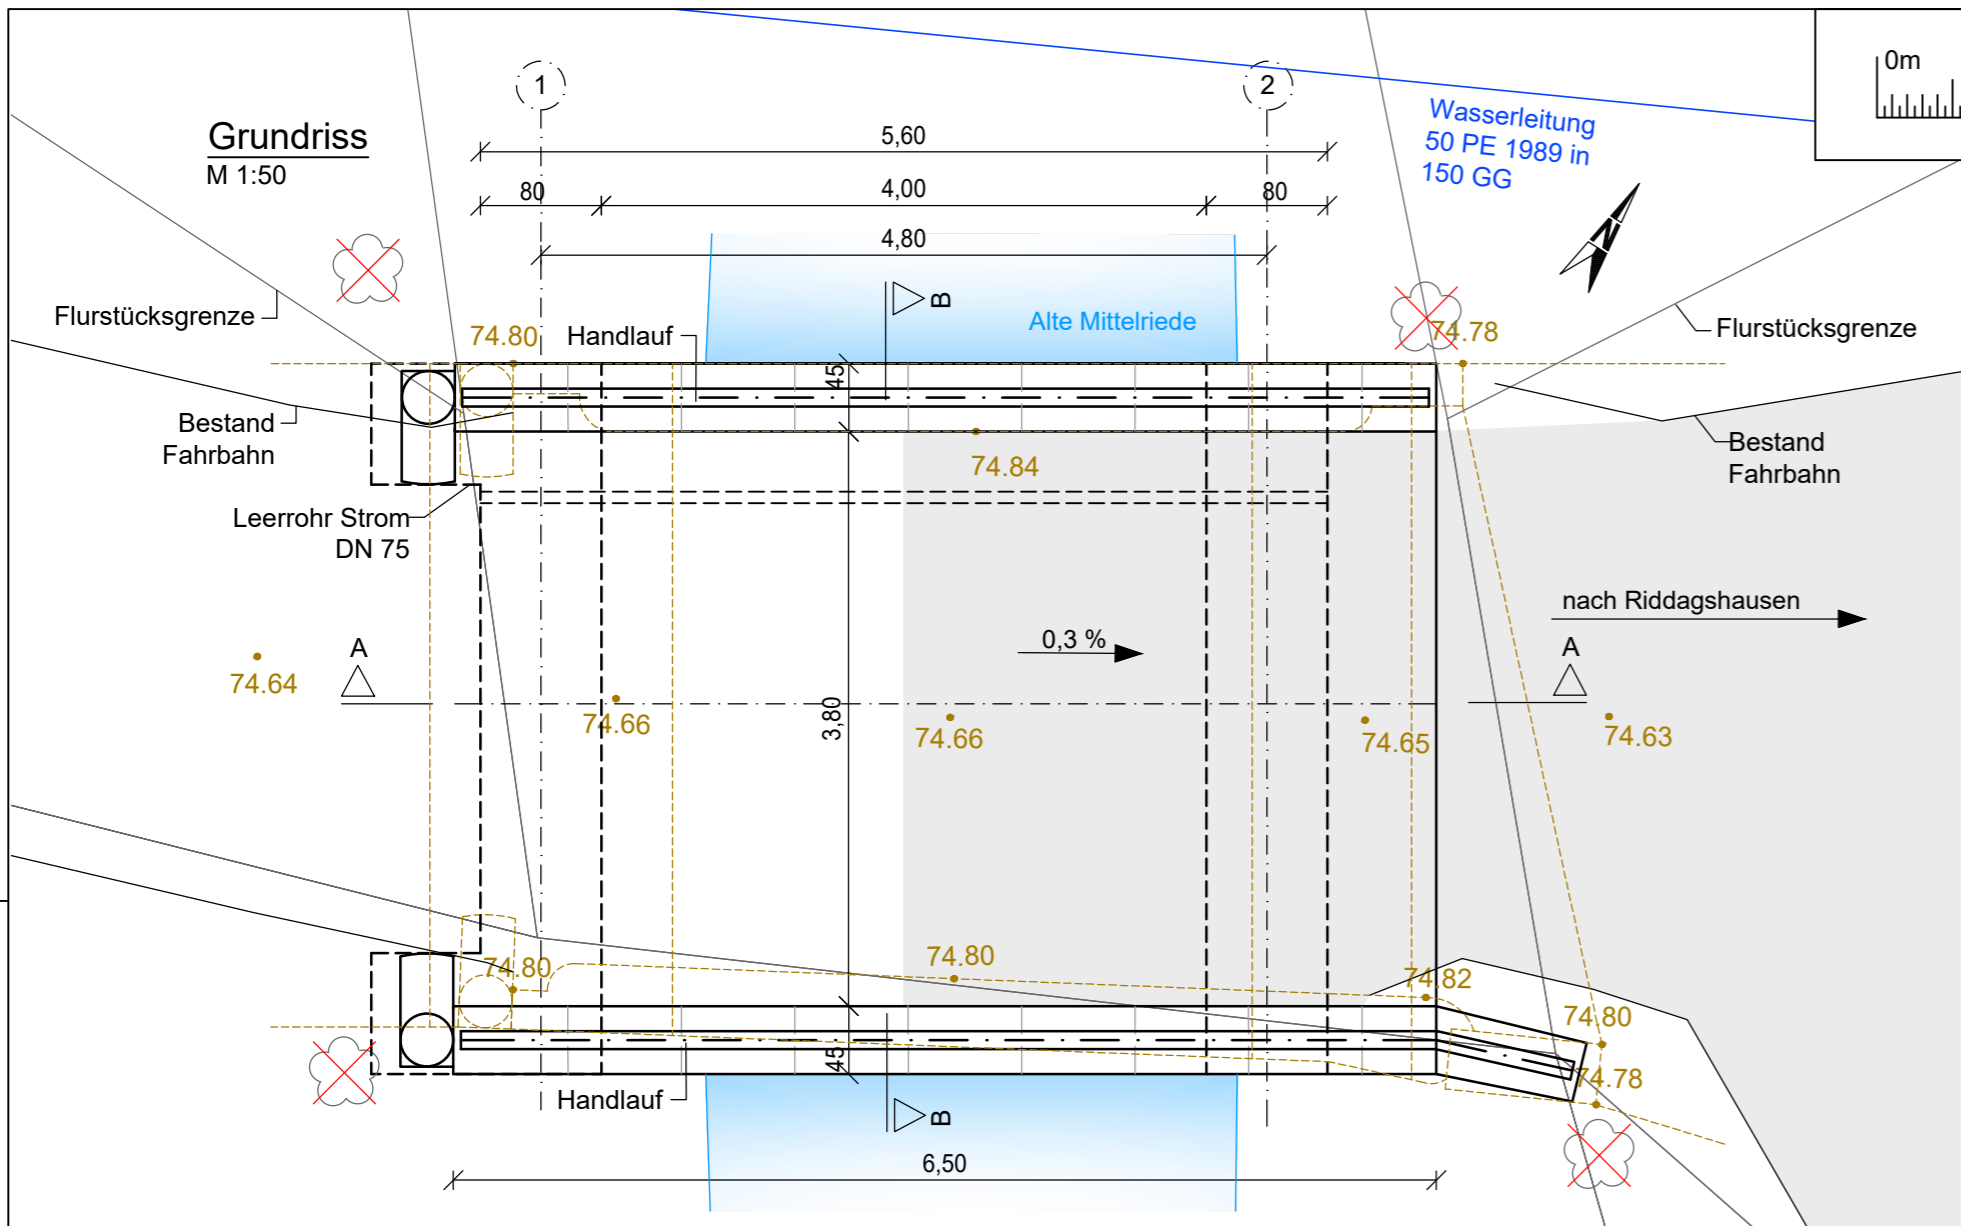 0m
1
2
Grundriss
M 1:50
5,60
Wasserleitung
50 PE 1989 in
150 GG
80
4,00
80
4,80
N
B
Flurstücksgrenze
74.80
Handlauf
Alte Mittelriede
74.78
Flurstücksgrenze
45
Bestand
Fahrbahn
74.84
Bestand
Fahrbahn
Leerrohr Strom
DN 75
nach Riddagshausen
0,3 %
A
A
74.64
74.66
3,80
74.66
74.65
74.63
74.80
74.80
74.82
74.80
45
74.78
Handlauf
B
6,50